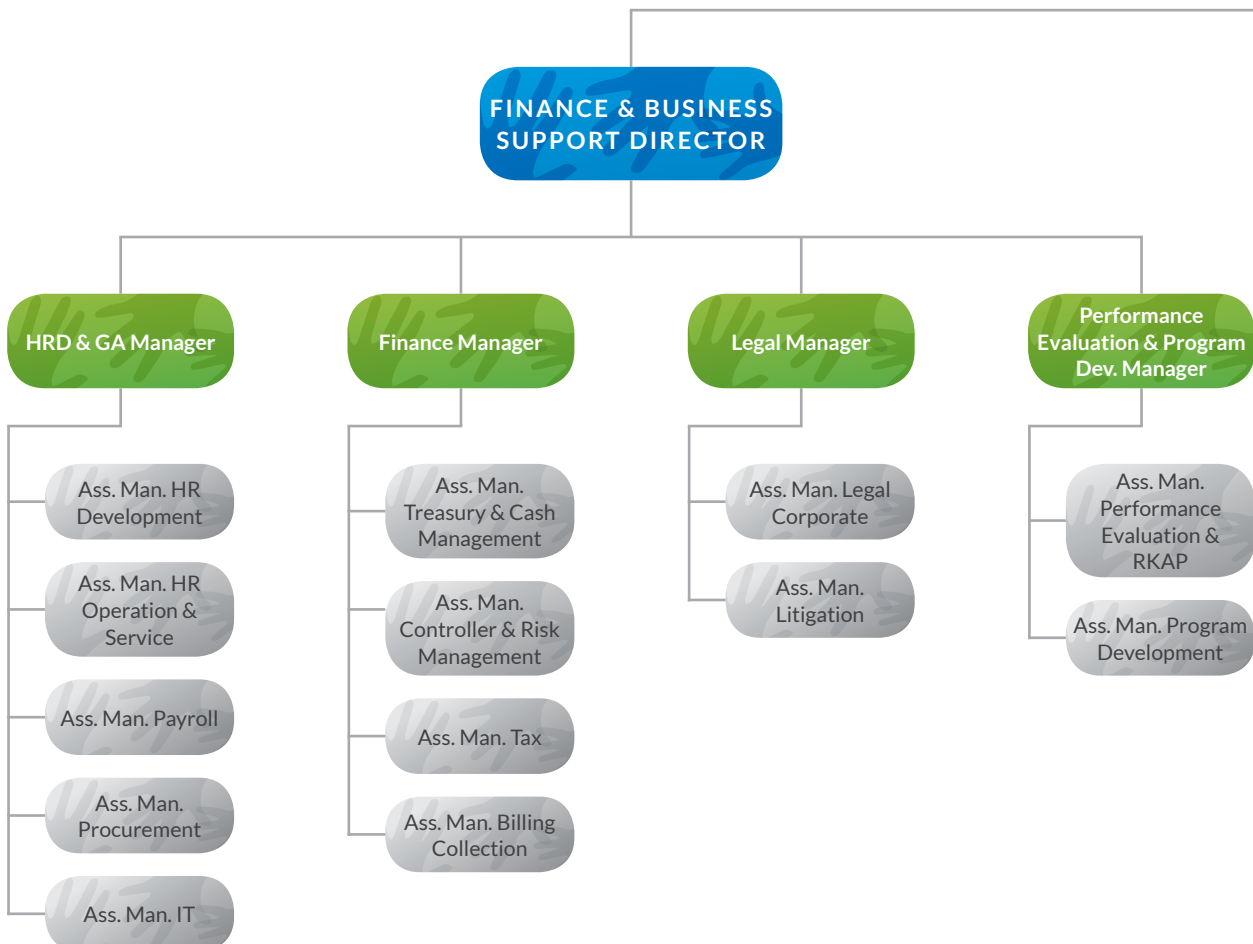 FINANCE & BUSINESS
SUPPORT DIRECTOR
HRD & GA Manager
Finance Manager
Legal Manager
Performance
Evaluation & Program
Dev. Manager
Ass. Man. HR
Development
Ass. Man. HR
Operation &
Service
Ass. Man. Payroll
Ass. Man.
Procurement
Ass. Man. IT
Ass. Man.
Treasury & Cash
Management
Ass. Man.
Controller & Risk
Management
Ass. Man. Tax
Ass. Man. Billing
Collection
Ass. Man. Legal
Corporate
Ass. Man.
Litigation
Ass. Man.
Performance
Evaluation &
RKAP
Ass. Man. Program
Development